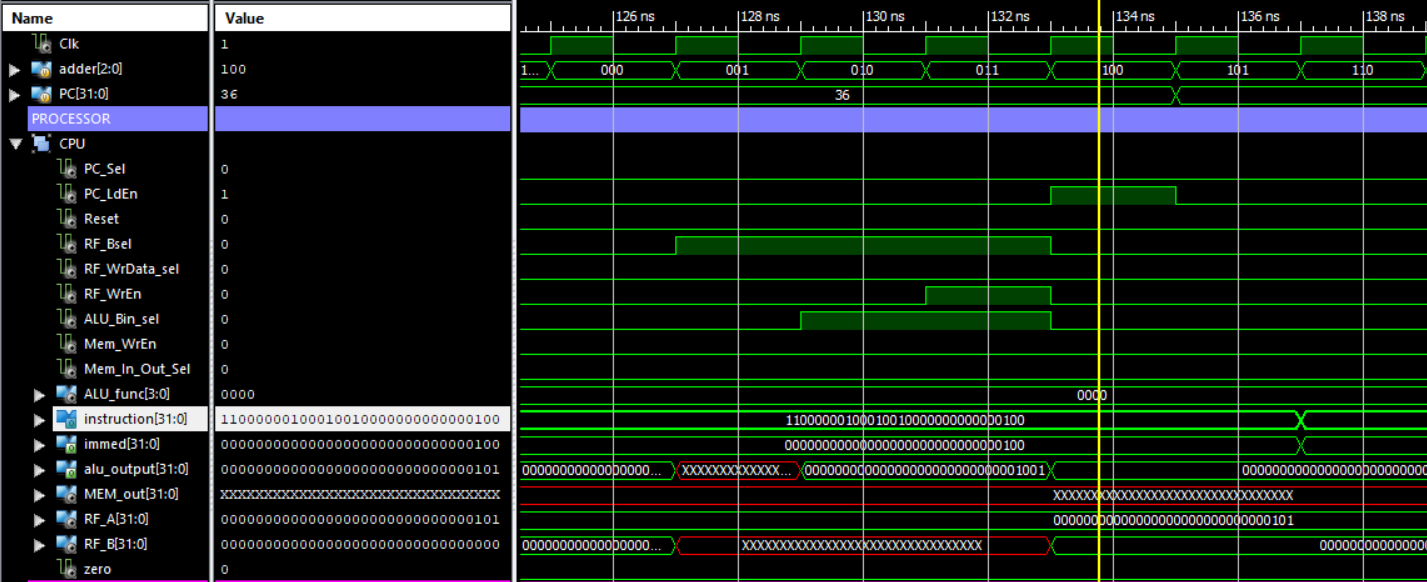 Name Value 126 ns 128 ns 130 ns 132 ns 134 ns 136 ns 138 ns
Clk 1
adder[2:0] 100 1... 000 001 010 011 100 101 110
PC[31:0] 36 36
PROCESSOR
CPU
PC_Sel 0
PC_LdEn 1
Reset 0
RF_Bsel 0
RF_WrData_sel 0
RF_WrEn 0
ALU_Bin_sel 0
Mem_WrEn 0
Mem_In_Out_Sel 0
ALU_func[3:0] 0000 0000
instruction[31:0] 11000000100010010000000000000100 11000000100010010000000000000100
immed[31:0] 00000000000000000000000000000100 00000000000000000000000000000100
alu_output[31:0] 00000000000000000000000000000101 00000000000000000... XXXXXXXXXXXXX... 00000000000000000000000000001001
MEM_out[31:0] XXXXXXXXXXXXXXXXXXXXXXXXXXXXXXXX XXXXXXXXXXXXXXXXXXXXXXXXXXXXXXXX
RF_A[31:0] 00000000000000000000000000000101 00000000000000000000000000000101
RF_B[31:0] 00000000000000000000000000000000 00000000000000000... XXXXXXXXXXXXXXXXXXXXXXXXXXXXXXXX
zero 0